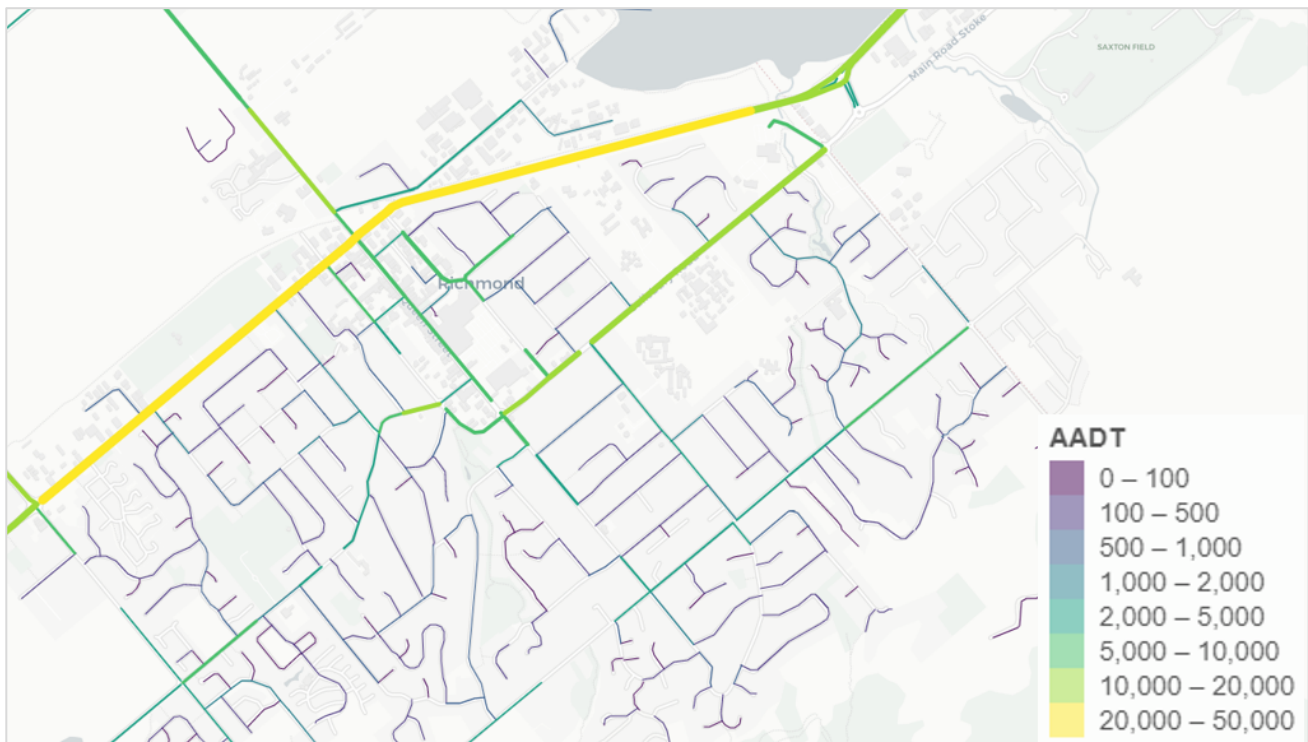 SAXTON FIELD
Main Road Stoke
Richmond
AADT
0 – 100
100 – 500
500 – 1,000
1,000 – 2,000
2,000 – 5,000
5,000 – 10,000
10,000 – 20,000
20,000 – 50,000